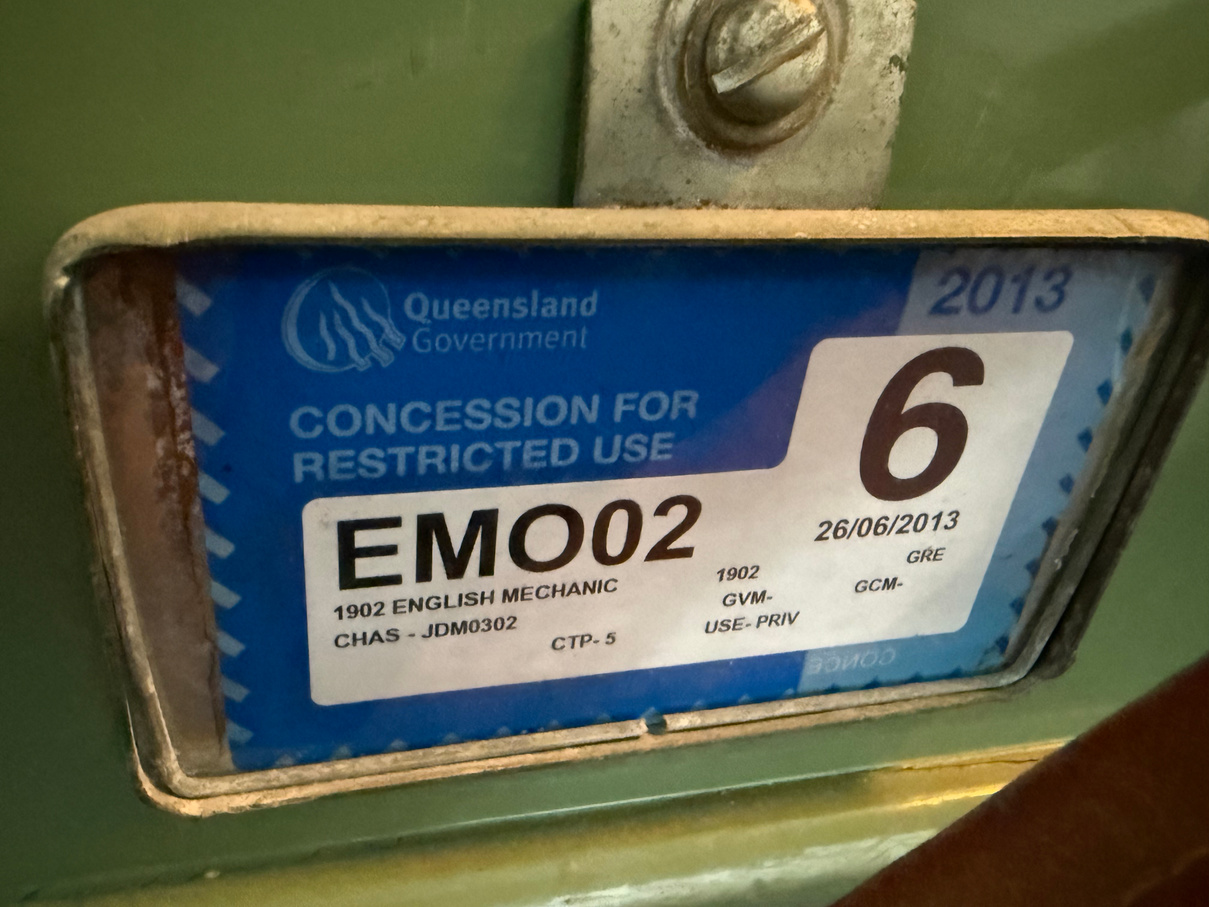 Queensland
Government
2013
CONCESSION FOR
RESTRICTED USE
6
EMO02
26/06/2013
1902 ENGLISH MECHANIC
1902
GRE
CHAS - JDM0302
GVM-
GCM-
CTP- 5
USE- PRIV
CONCE